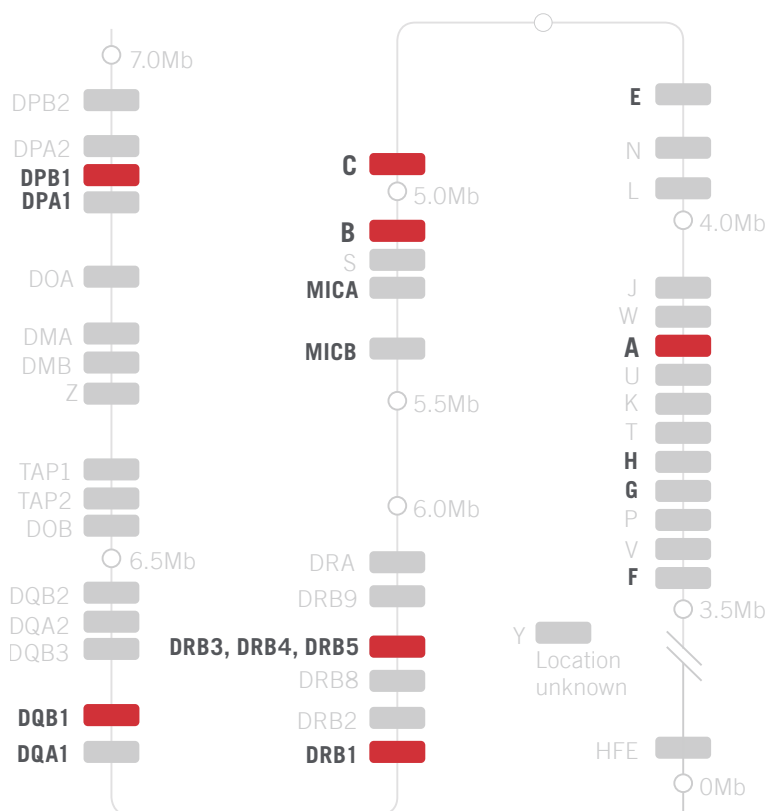 7.0Mb
DPB2
DPA2
DPB1
DPA1
DOA
DMA
DMB
Z
TAP1
TAP2
DOB
6.5Mb
DQB2
DQA2
DQB3
DQB1
DQA1
C
5.0Mb
B
S
MICA
MICB
5.5Mb
6.0Mb
DRA
DRB9
DRB3, DRB4, DRB5
DRB8
DRB2
DRB1
E
N
L
4.0Mb
J
W
A
U
K
T
H
G
P
V
F
3.5Mb
Y
Location
unknown
HFE
0Mb